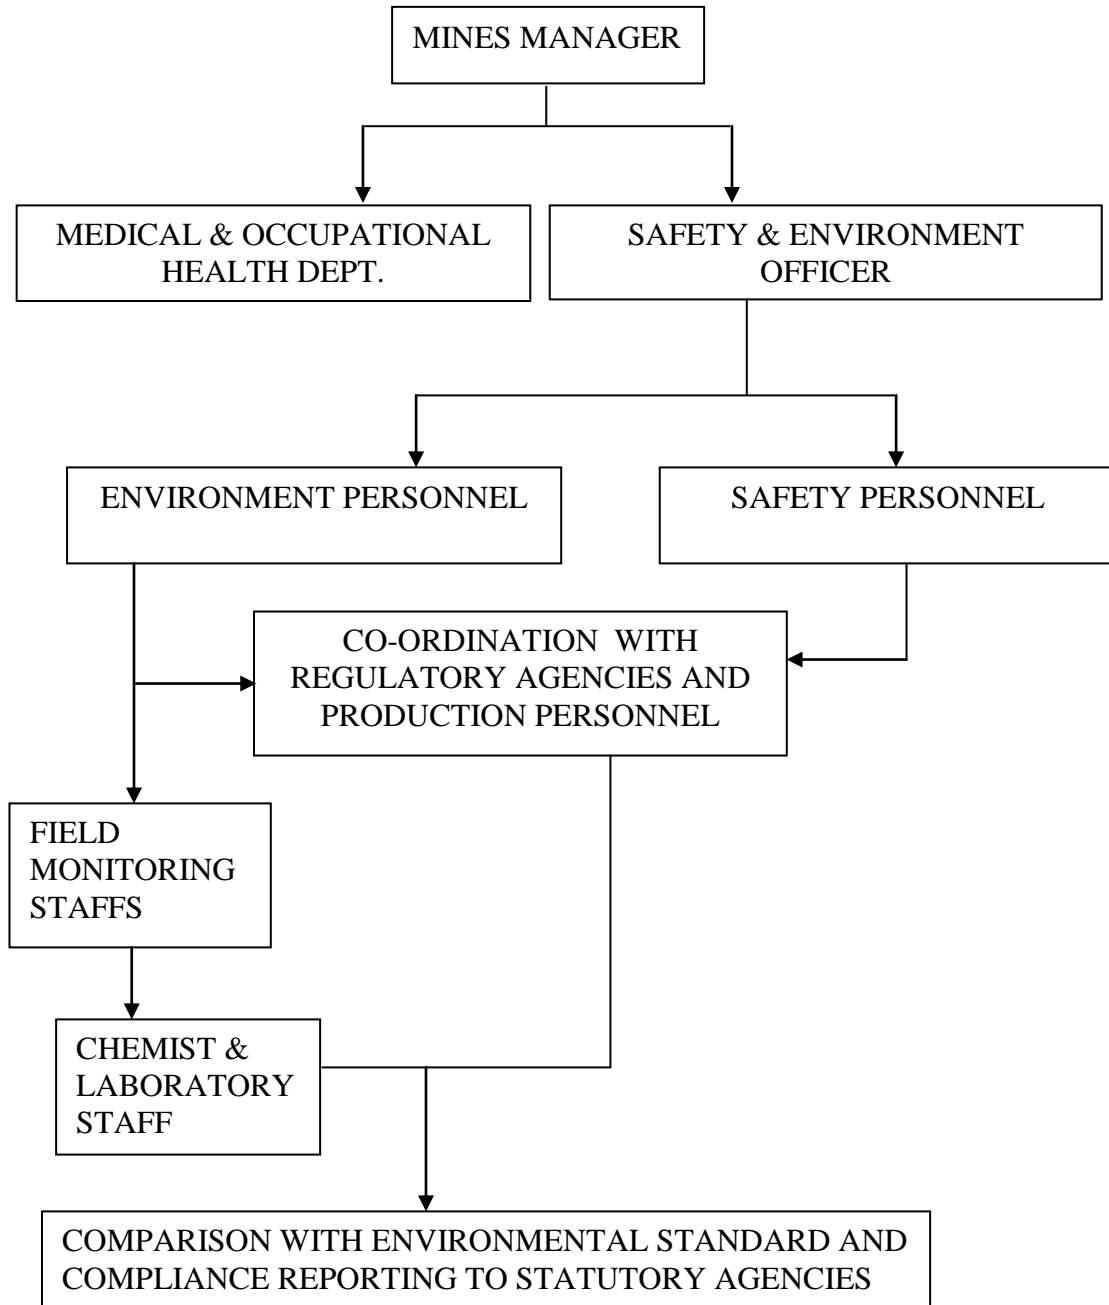 MINES MANAGER
MEDICAL & OCCUPATIONAL
HEALTH DEPT.
SAFETY & ENVIRONMENT
OFFICER
ENVIRONMENT PERSONNEL
SAFETY PERSONNEL
CO-ORDINATION  WITH
REGULATORY AGENCIES AND
PRODUCTION PERSONNEL
FIELD
MONITORING
STAFFS
CHEMIST &
LABORATORY
STAFF
COMPARISON WITH ENVIRONMENTAL STANDARD AND
COMPLIANCE REPORTING TO STATUTORY AGENCIES